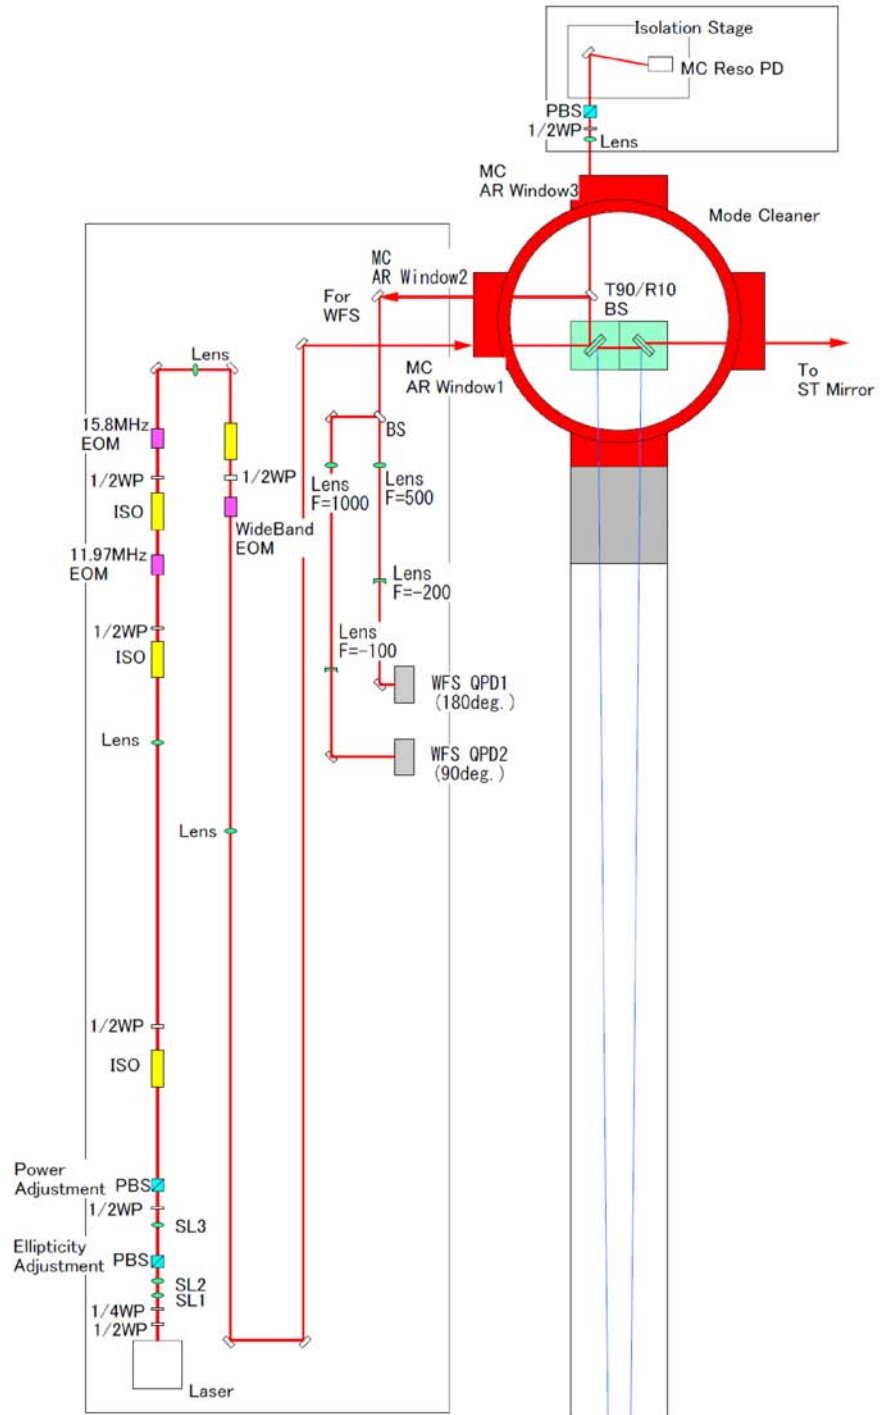 Isolation Stage
MC Reso PD
PBS
1/2WP
Lens
MC
AR Window3
Mode Cleaner
MC
AR Window2
For
WFS
T90/R10
BS
MC
AR Window1
To
ST Mirror
Lens
15.8MHz
EOM
BS
1/2WP
1/2WP
ISO
Lens
F=1000
Lens
F=500
WideBand
EOM
11.97MHz
EOM
Lens
F=-200
1/2WP
ISO
Lens
F=-100
WFS QPD1
(180deg.)
Lens
WFS QPD2
(90deg.)
Lens
1/2WP
ISO
Power
Adjustment
PBS
1/2WP
SL3
Ellipticity
Adjustment
PBS
SL2
SL1
1/4WP
1/2WP
Laser